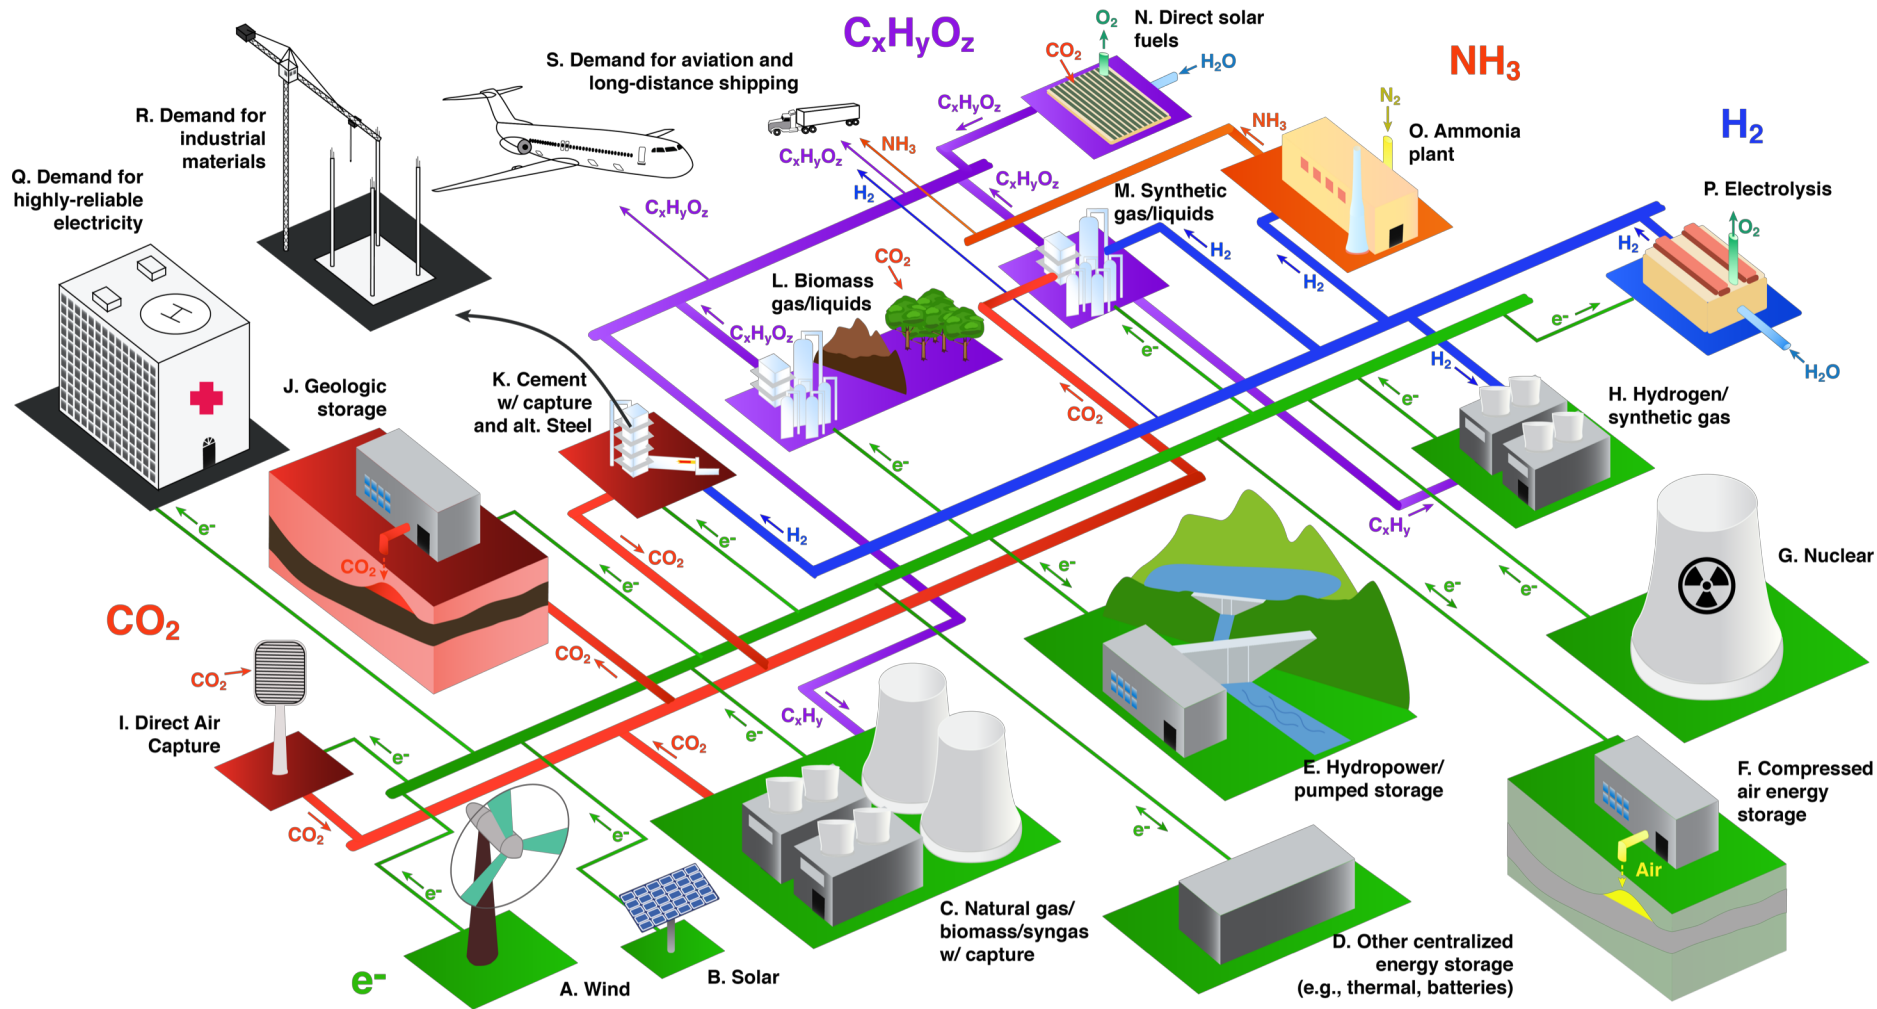 CxHyOz
N. Direct solar
fuels
O₂
CO₂
H₂O
NH₃
S. Demand for aviation and
long-distance shipping
R. Demand for
industrial
materials
CxHyOz
N₂
NH₃
O. Ammonia
plant
H₂
CxHyOz
NH₃
H₂
Q. Demand for
highly-reliable
electricity
CxHyOz
CxHyOz
M. Synthetic
gas/liquids
P. Electrolysis
O₂
H₂
H₂
H₂
CO₂
L. Biomass
gas/liquids
CxHyOz
e-
e-
H₂
H₂O
J. Geologic
storage
K. Cement
w/ capture
and alt. Steel
CO₂
e-
H. Hydrogen/
synthetic gas
e-
e-
e-
H₂
CxHy
CO₂
CO₂
e-
e-
e-
e-
G. Nuclear
CO₂
CO₂
CO₂
I. Direct Air
Capture
CxHy
e-
CO₂
e-
E. Hydropower/
pumped storage
F. Compressed
air energy
storage
CO₂
e-
e-
Air
e-
C. Natural gas/
biomass/syngas
w/ capture
D. Other centralized
energy storage
(e.g., thermal, batteries)
e-
A. Wind
B. Solar